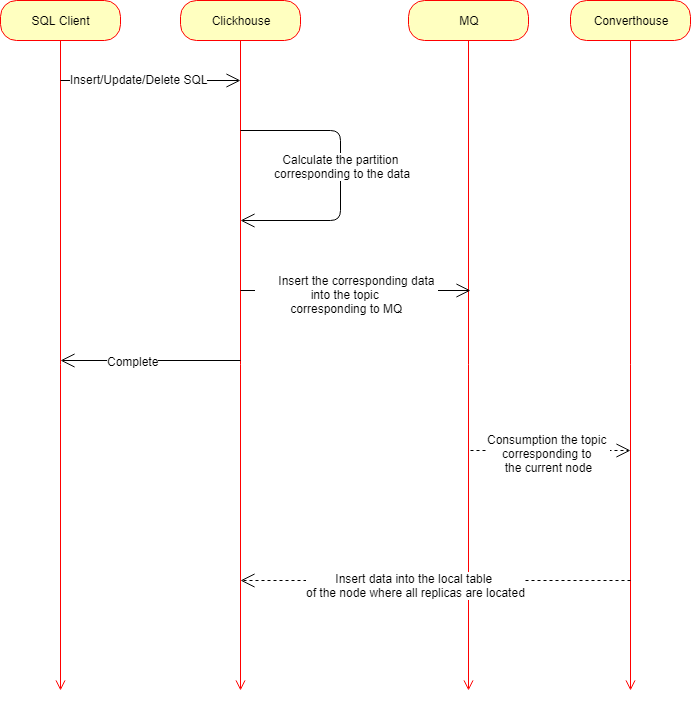 SQL Client
Clickhouse
MQ
Converthouse
Insert/Update/Delete SQL
Calculate the partition
corresponding to the data
Insert the corresponding data
into the topic
corresponding to MQ
Complete
Consumption the topic
corresponding to
the current node
Insert data into the local table
of the node where all replicas are located